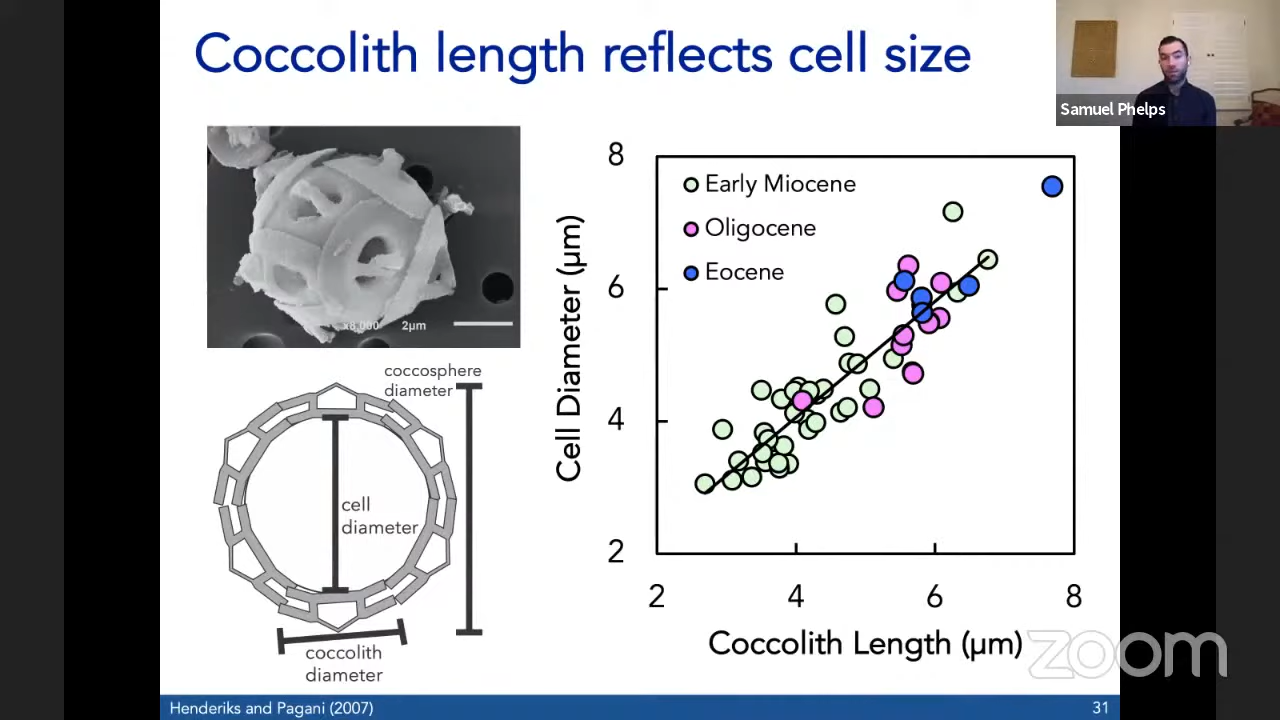 Coccolith length reflects cell size
Samuel Phelps
x8,000
2µm
coccosphere
diameter
cell
diameter
coccolith
diameter
8
6
4
2
Cell Diameter (µm)
Early Miocene
Oligocene
Eocene
2
4
6
8
Coccolith Length (µm)
zoom
Henderiks and Pagani (2007)
31